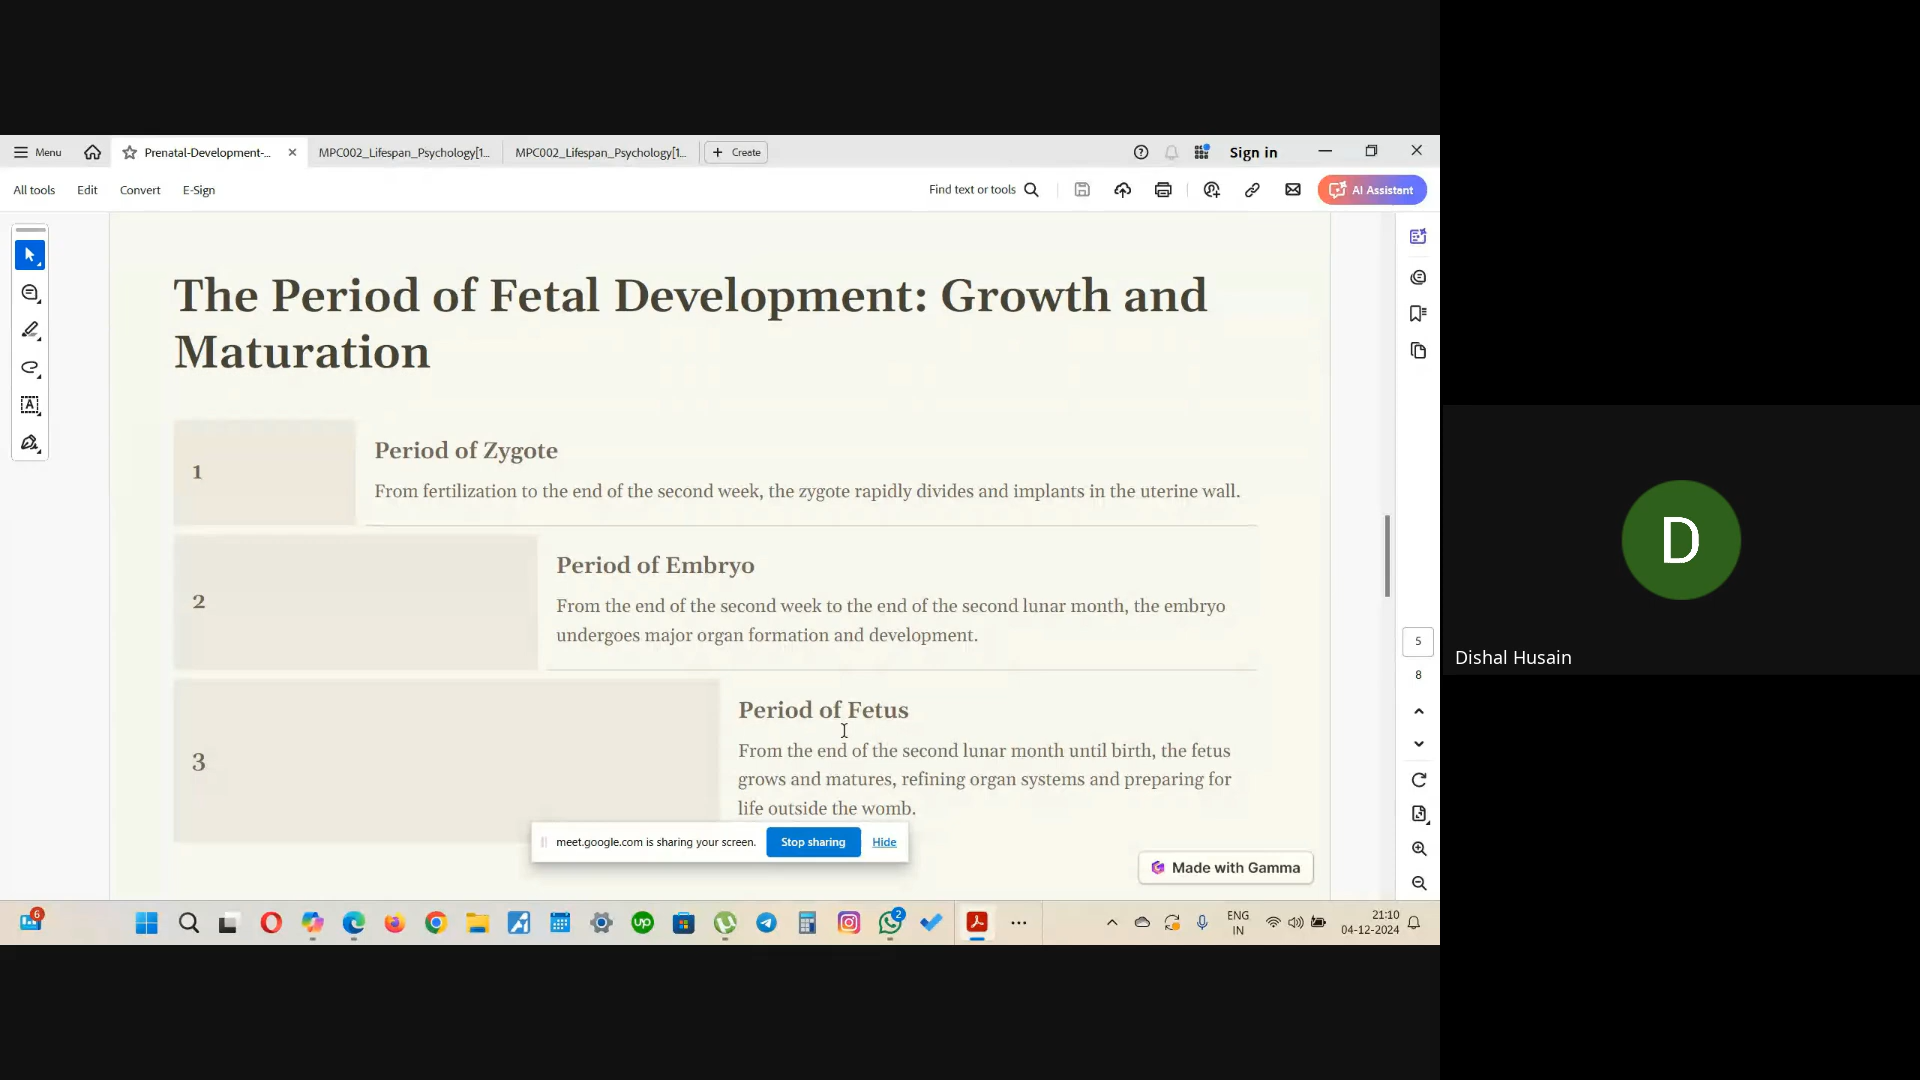 Menu
Prenatal-Development-...
MPC002_Lifespan_Psychology[1...
MPC002_Lifespan_Psychology[1...
+ Create
Sign in
All tools
Edit
Convert
E-Sign
Find text or tools
AI Assistant
The Period of Fetal Development: Growth and
Maturation
1
Period of Zygote
From fertilization to the end of the second week, the zygote rapidly divides and implants in the uterine wall.
2
Period of Embryo
From the end of the second week to the end of the second lunar month, the embryo
undergoes major organ formation and development.
3
Period of Fetus
From the end of the second lunar month until birth, the fetus
grows and matures, refining organ systems and preparing for
life outside the womb.
meet.google.com is sharing your screen.
Stop sharing
Hide
Made with Gamma
5
8
D
Dishal Husain
6
up
2
ENG
IN
21:10
04-12-2024